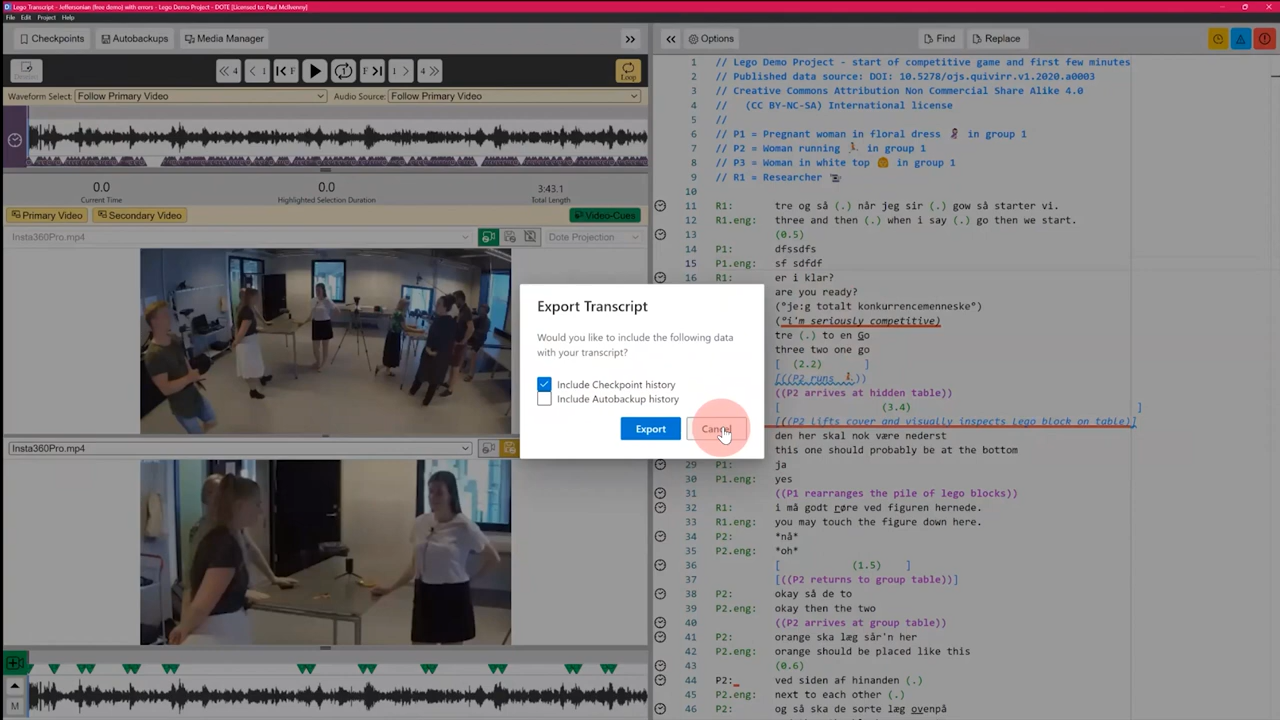 Lego Transcript - Jeffersonian (free demo) with errors - Lego Demo Project - DOTE [Licensed to: Paul McIlvenny]
File Edit Project Help
Checkpoints Autobackups Media Manager
4 1 F F 1 4 Loop
Waveform Select: Follow Primary Video Audio Source: Follow Primary Video
0.0 0.0 3:43.1
Current Time Highlighted Selection Duration Total Length
Primary Video Secondary Video Video-Cues
Insta360Pro.mp4 Dote Projection
Insta360Pro.mp4
M
Export Transcript
Would you like to include the following data
with your transcript?
Include Checkpoint history
Include Autobackup history
Export Cancel
Options Find Replace
1 // Lego Demo Project - start of competitive game and first few minutes
2 // Published data source: DOI: 10.5278/ojs.quivirr.v1.2020.a0003
3 // Creative Commons Attribution Non Commercial Share Alike 4.0
4 // (CC BY-NC-SA) International license
5 //
6 // P1 = Pregnant woman in floral dress in group 1
7 // P2 = Woman running in group 1
8 // P3 = Woman in white top in group 1
9 // R1 = Researcher
10
11 R1: tre og så (.) når jeg sir (.) gow så starter vi.
12 R1.eng: three and then (.) when i say (.) go then we start.
13 (0.5)
14 P1: dfssdfs
15 P1.eng: sf sdfdf
16 R1: er i klar?
are you ready?
(°je:g totalt konkurrencemenneske°)
(°i'm seriously competitive)
tre (.) to en Go
three two one go
[ (2.2) ]
[((P2 runs ))
((P2 arrives at hidden table))
[ (3.4) ]
[((P2 lifts cover and visually inspects Lego block on table)]
den her skal nok være nederst
this one should probably be at the bottom
29 P1: ja
30 P1.eng: yes
31 ((P1 rearranges the pile of lego blocks))
32 R1: i må godt røre ved figuren hernede.
33 R1.eng: you may touch the figure down here.
34 P2: *nå*
35 P2.eng: *oh*
36 [ (1.5) ]
37 [((P2 returns to group table))]
38 P2: okay så de to
39 P2.eng: okay then the two
40 ((P2 arrives at group table))
41 P2: orange ska læg sår'n her
42 P2.eng: orange should be placed like this
43 (0.6)
44 P2: ved siden af hinanden (.)
45 P2.eng: next to each other (.)
46 P2: og så ska de sorte læg ovenpå